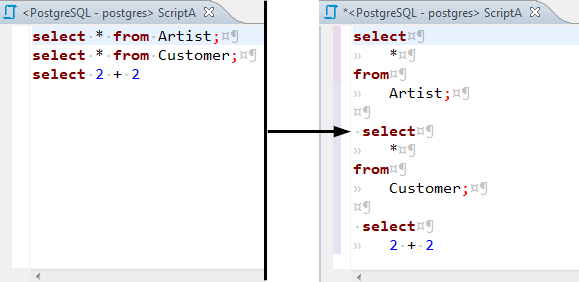 <PostgreSQL - postgres> ScriptA
select·*·from·Artist;¤¶
select·*·from·Customer;¤¶
select·2·+·2
*<PostgreSQL - postgres> ScriptA
select¤¶
»   *¤¶
from¤¶
»   Artist;¤¶
¤¶
·select¤¶
»   *¤¶
from¤¶
»   Customer;¤¶
¤¶
·select¤¶
»   2·+·2